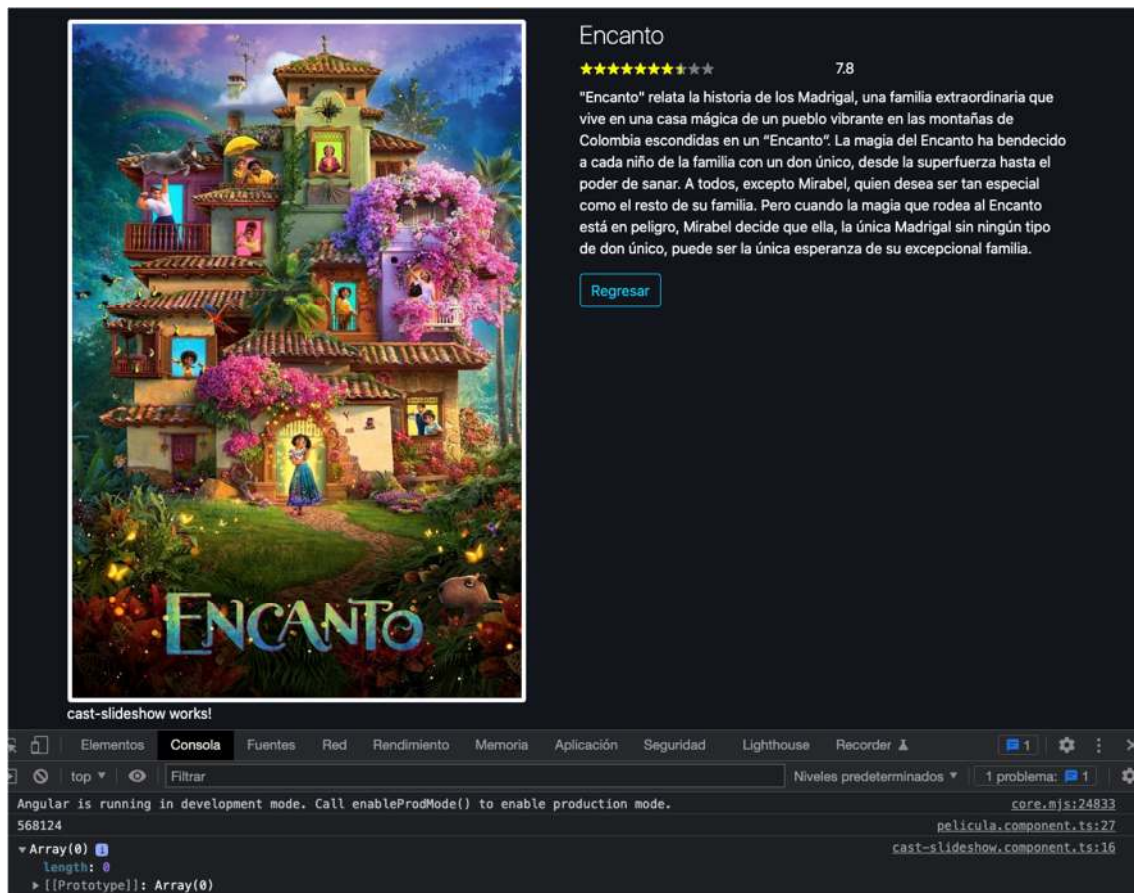 Encanto
7.8
"Encanto" relata la historia de los Madrigal, una familia extraordinaria que
vive en una casa mágica de un pueblo vibrante en las montañas de
Colombia escondidas en un “Encanto”. La magia del Encanto ha bendecido
a cada niño de la familia con un don único, desde la superfuerza hasta el
poder de sanar. A todos, excepto Mirabel, quien desea ser tan especial
como el resto de su familia. Pero cuando la magia que rodea al Encanto
está en peligro, Mirabel decide que ella, la única Madrigal sin ningún tipo
de don único, puede ser la única esperanza de su excepcional familia.
Regresar
ENCANTO
cast-slideshow works!
Elementos Consola Fuentes Red Rendimiento Memoria Aplicación Seguridad Lighthouse Recorder 1
top Filtrar Niveles predeterminados 1 problema: 1
Angular is running in development mode. Call enableProdMode() to enable production mode. core.mjs:24833
568124 pelicula.component.ts:27
Array(0) i cast-slideshow.component.ts:16
length: 0
[[Prototype]]: Array(0)